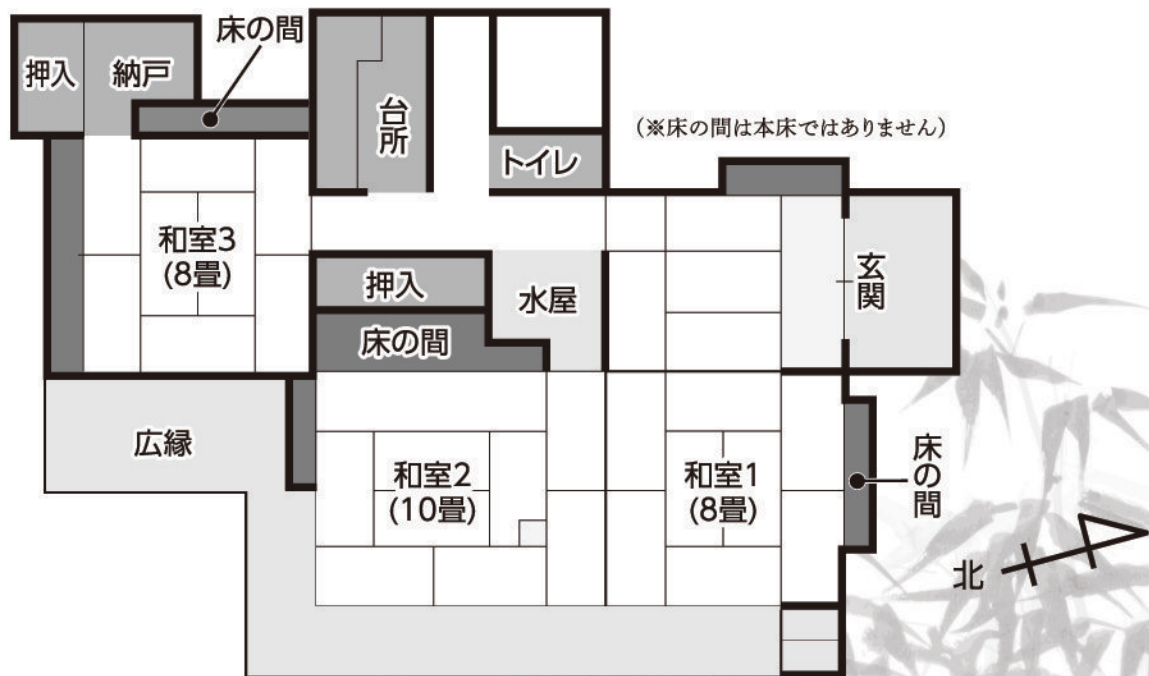 床の間
押入
納戸
台所
(※床の間は本床ではありません)
トイレ
和室3
(8畳)
玄関
押入
水屋
床の間
広縁
和室2
(10畳)
和室1
(8畳)
床の間
北